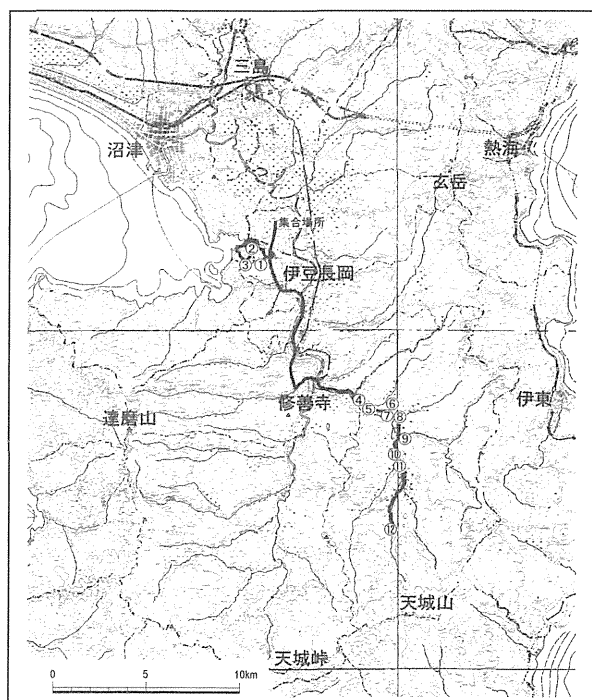 三島
沼津
熱海
玄岳
集合場所
②
③ ①
伊豆長岡
修善寺
④
⑤
⑥
⑦ ⑧
伊東
達磨山
⑨
⑩
⑪
⑫
天城山
天城峠
0 5 10km